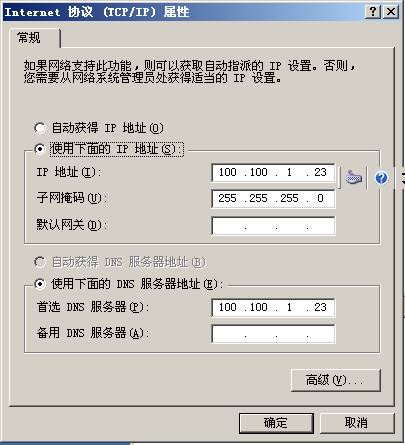 Internet 协议 (TCP/IP) 属性
常规
如果网络支持此功能，则可以获取自动指派的 IP 设置。否则，
您需要从网络系统管理员处获得适当的 IP 设置。
自动获得 IP 地址(O)
使用下面的 IP 地址(S):
IP 地址(I): 100 .100 . 1 . 23
子网掩码(U): 255 .255 .255 . 0
默认网关(D): . . .
自动获得 DNS 服务器地址(B)
使用下面的 DNS 服务器地址(E):
首选 DNS 服务器(P): 100 .100 . 1 . 23
备用 DNS 服务器(A): . . .
高级(V)...
确定 取消